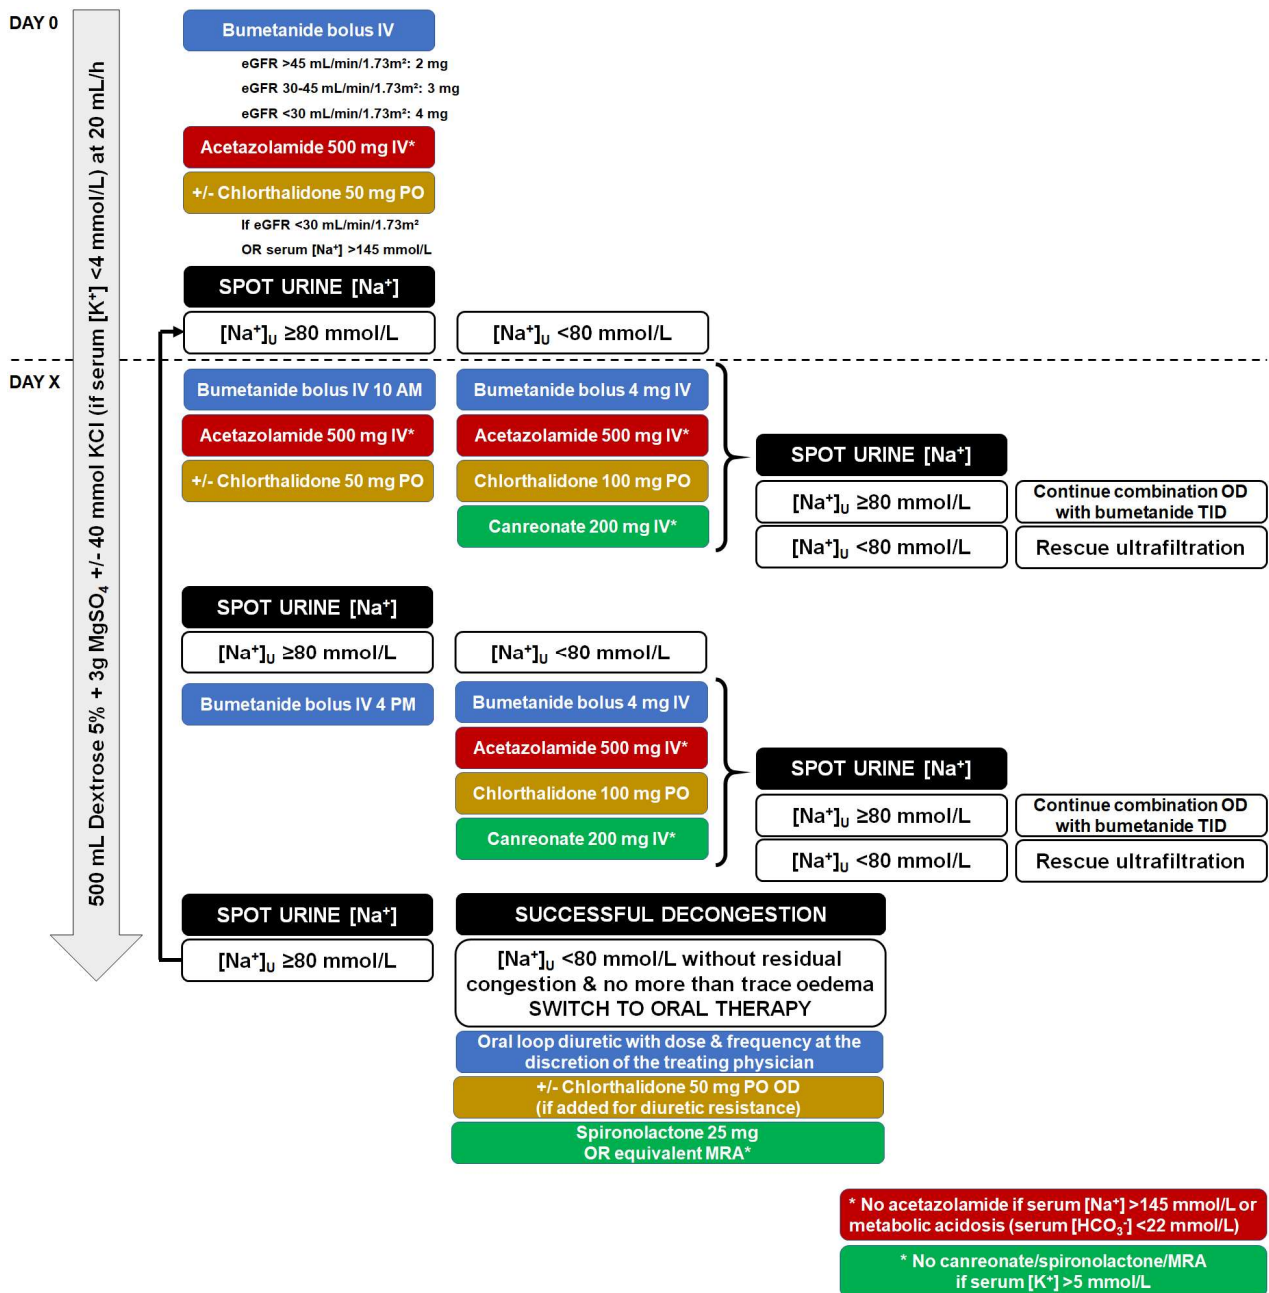 DAY 0
500 mL Dextrose 5% + 3g MgSO₄ +/- 40 mmol KCl (if serum [K⁺] <4 mmol/L) at 20 mL/h
Bumetanide bolus IV
eGFR >45 mL/min/1.73m²: 2 mg
eGFR 30-45 mL/min/1.73m²: 3 mg
eGFR <30 mL/min/1.73m²: 4 mg
Acetazolamide 500 mg IV*
+/- Chlorthalidone 50 mg PO
If eGFR <30 mL/min/1.73m²
OR serum [Na⁺] >145 mmol/L
SPOT URINE [Na⁺]
[Na⁺]ᵤ ≥80 mmol/L
[Na⁺]ᵤ <80 mmol/L
DAY X
Bumetanide bolus IV 10 AM
Acetazolamide 500 mg IV*
+/- Chlorthalidone 50 mg PO
Bumetanide bolus 4 mg IV
Acetazolamide 500 mg IV*
Chlorthalidone 100 mg PO
Canreonate 200 mg IV*
SPOT URINE [Na⁺]
[Na⁺]ᵤ ≥80 mmol/L
Continue combination OD
with bumetanide TID
[Na⁺]ᵤ <80 mmol/L
Rescue ultrafiltration
SPOT URINE [Na⁺]
[Na⁺]ᵤ ≥80 mmol/L
[Na⁺]ᵤ <80 mmol/L
Bumetanide bolus IV 4 PM
Bumetanide bolus 4 mg IV
Acetazolamide 500 mg IV*
Chlorthalidone 100 mg PO
Canreonate 200 mg IV*
SPOT URINE [Na⁺]
[Na⁺]ᵤ ≥80 mmol/L
Continue combination OD
with bumetanide TID
[Na⁺]ᵤ <80 mmol/L
Rescue ultrafiltration
SPOT URINE [Na⁺]
[Na⁺]ᵤ ≥80 mmol/L
SUCCESSFUL DECONGESTION
[Na⁺]ᵤ <80 mmol/L without residual
congestion & no more than trace oedema
SWITCH TO ORAL THERAPY
Oral loop diuretic with dose & frequency at the
discretion of the treating physician
+/- Chlorthalidone 50 mg PO OD
(if added for diuretic resistance)
Spironolactone 25 mg
OR equivalent MRA*
* No acetazolamide if serum [Na⁺] >145 mmol/L or
metabolic acidosis (serum [HCO₃⁻] <22 mmol/L)
* No canreonate/spironolactone/MRA
if serum [K⁺] >5 mmol/L